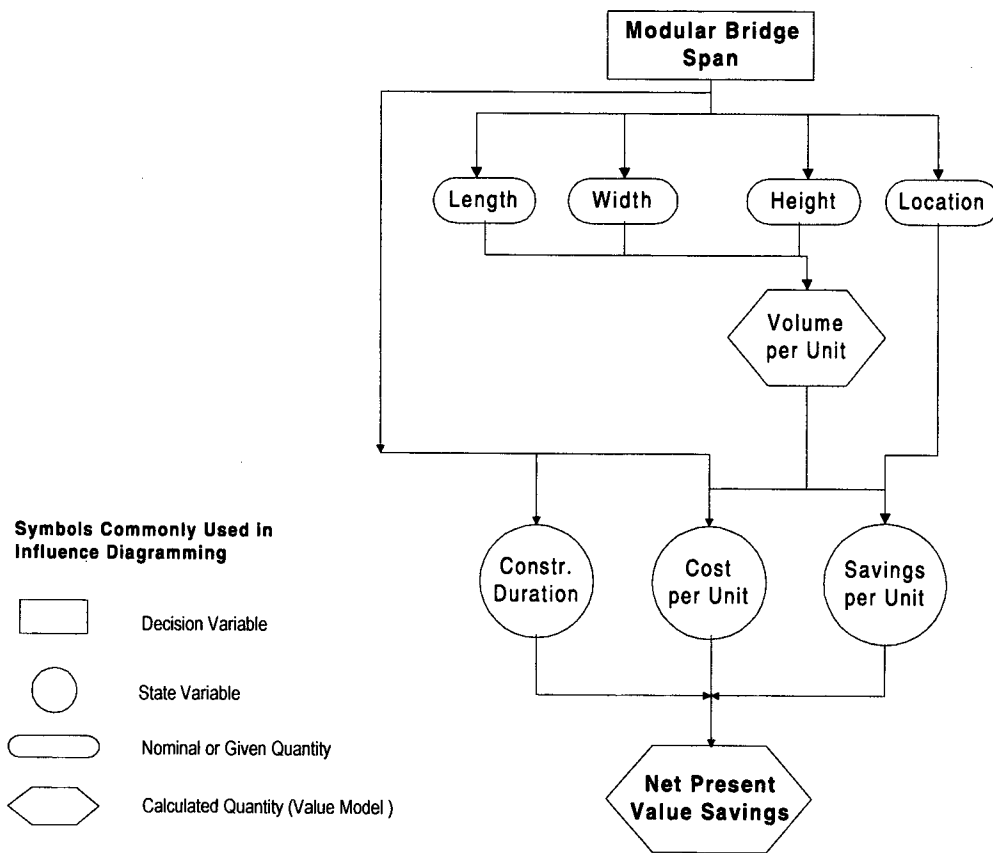 Modular Bridge
Span
Length
Width
Height
Location
Volume
per Unit
Constr.
Duration
Cost
per Unit
Savings
per Unit
Net Present
Value Savings
Symbols Commonly Used in
Influence Diagramming
Decision Variable
State Variable
Nominal or Given Quantity
Calculated Quantity (Value Model )